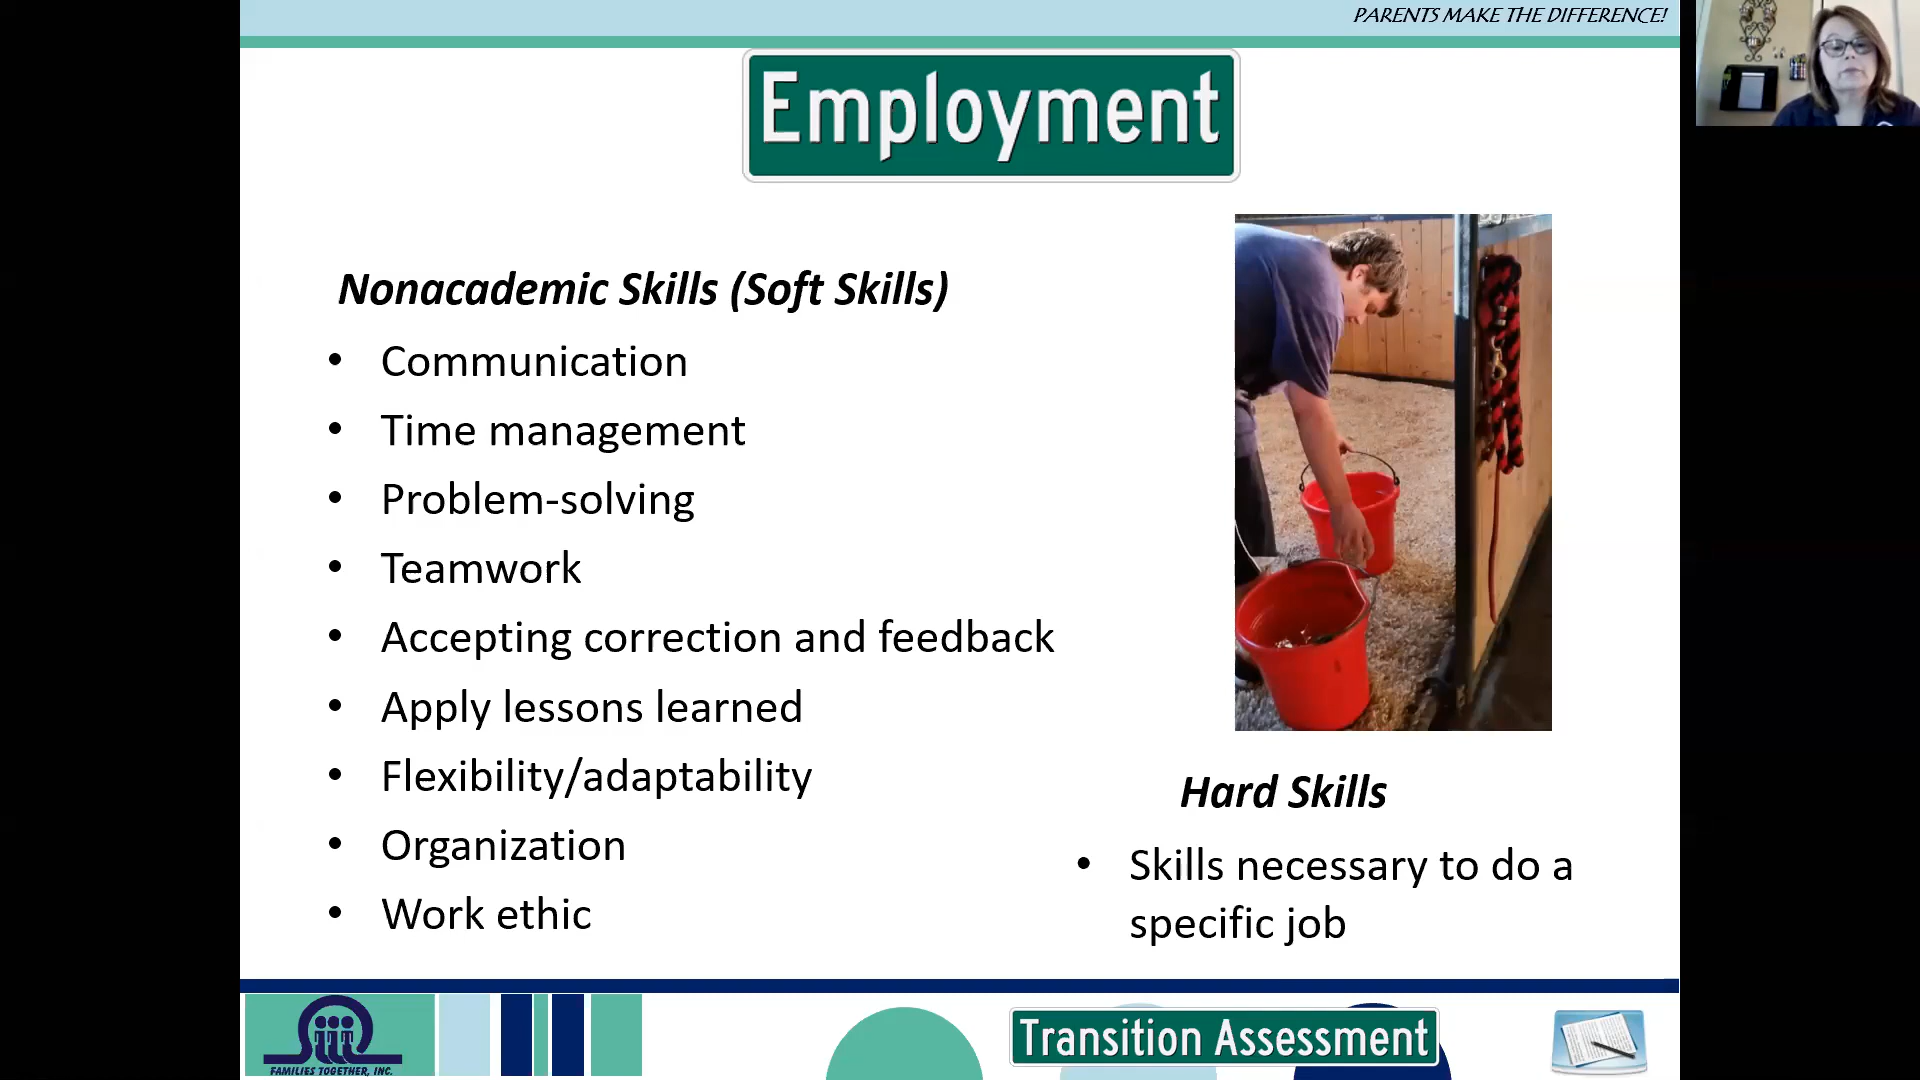 PARENTS MAKE THE DIFFERENCE!
Employment
Nonacademic Skills (Soft Skills)
• Communication
• Time management
• Problem-solving
• Teamwork
• Accepting correction and feedback
• Apply lessons learned
• Flexibility/adaptability
• Organization
• Work ethic
Hard Skills
• Skills necessary to do a
specific job
FAMILIES TOGETHER, INC.
Transition Assessment